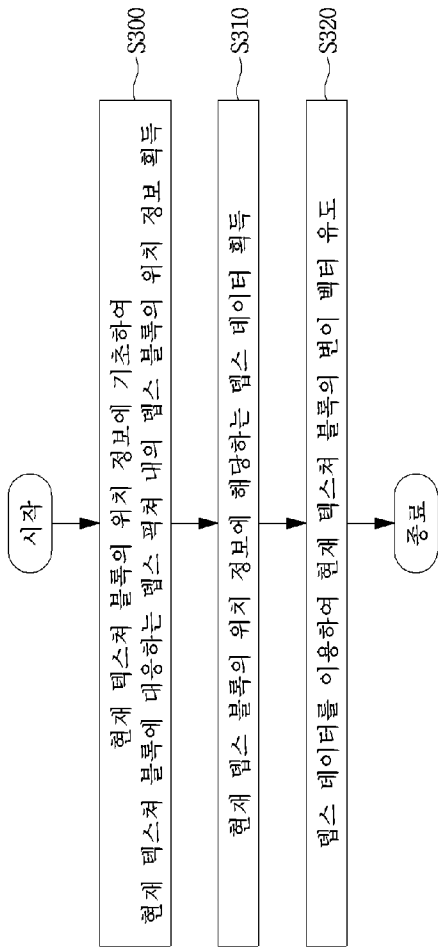 시작
현재 텍스쳐 블록의 위치 정보에 기초하여
현재 텍스쳐 블록에 대응하는 뎁스 픽쳐 내의 뎁스 블록의 위치 정보 획득
S300
현재 뎁스 블록의 위치 정보에 해당하는 뎁스 데이터 획득
S310
뎁스 데이터를 이용하여 현재 텍스쳐 블록의 변이 벡터 유도
S320
종료